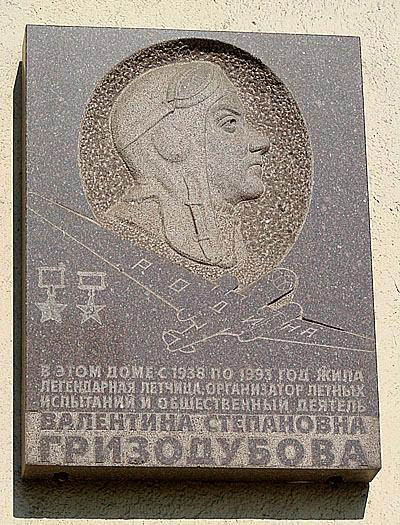 РОДИНА
В ЭТОМ ДОМЕ С 1938 ПО 1993 ГОД ЖИЛА
ЛЕГЕНДАРНАЯ ЛЕТЧИЦА, ОРГАНИЗАТОР ЛЕТНЫХ
ИСПЫТАНИЙ И ОБЩЕСТВЕННЫЙ ДЕЯТЕЛЬ
ВАЛЕНТИНА СТЕПАНОВНА
ГРИЗОДУБОВА